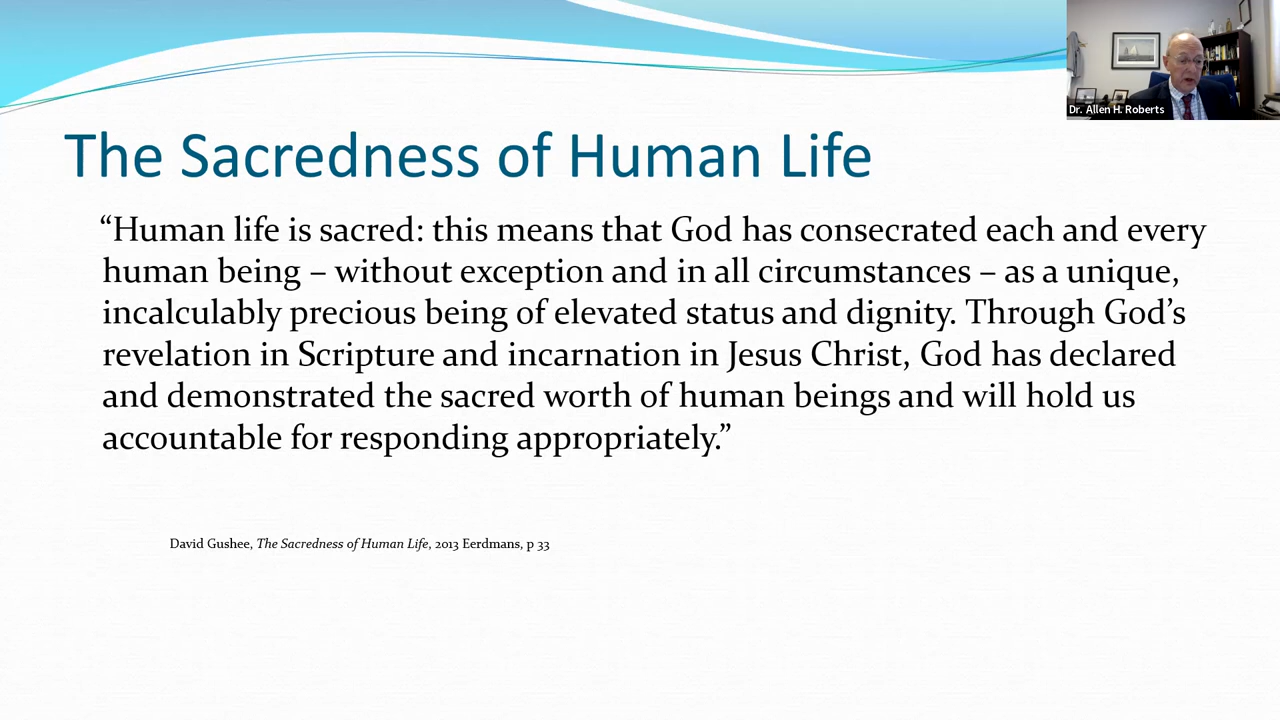 Dr. Allen H. Roberts
The Sacredness of Human Life
“Human life is sacred: this means that God has consecrated each and every
human being – without exception and in all circumstances – as a unique,
incalculably precious being of elevated status and dignity. Through God’s
revelation in Scripture and incarnation in Jesus Christ, God has declared
and demonstrated the sacred worth of human beings and will hold us
accountable for responding appropriately.”
David Gushee, The Sacredness of Human Life, 2013 Eerdmans, p 33